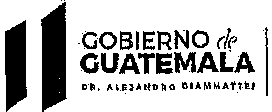 GOBIERNO de
GUATEMALA
DR. ALEJANDRO GIAMMATTEI